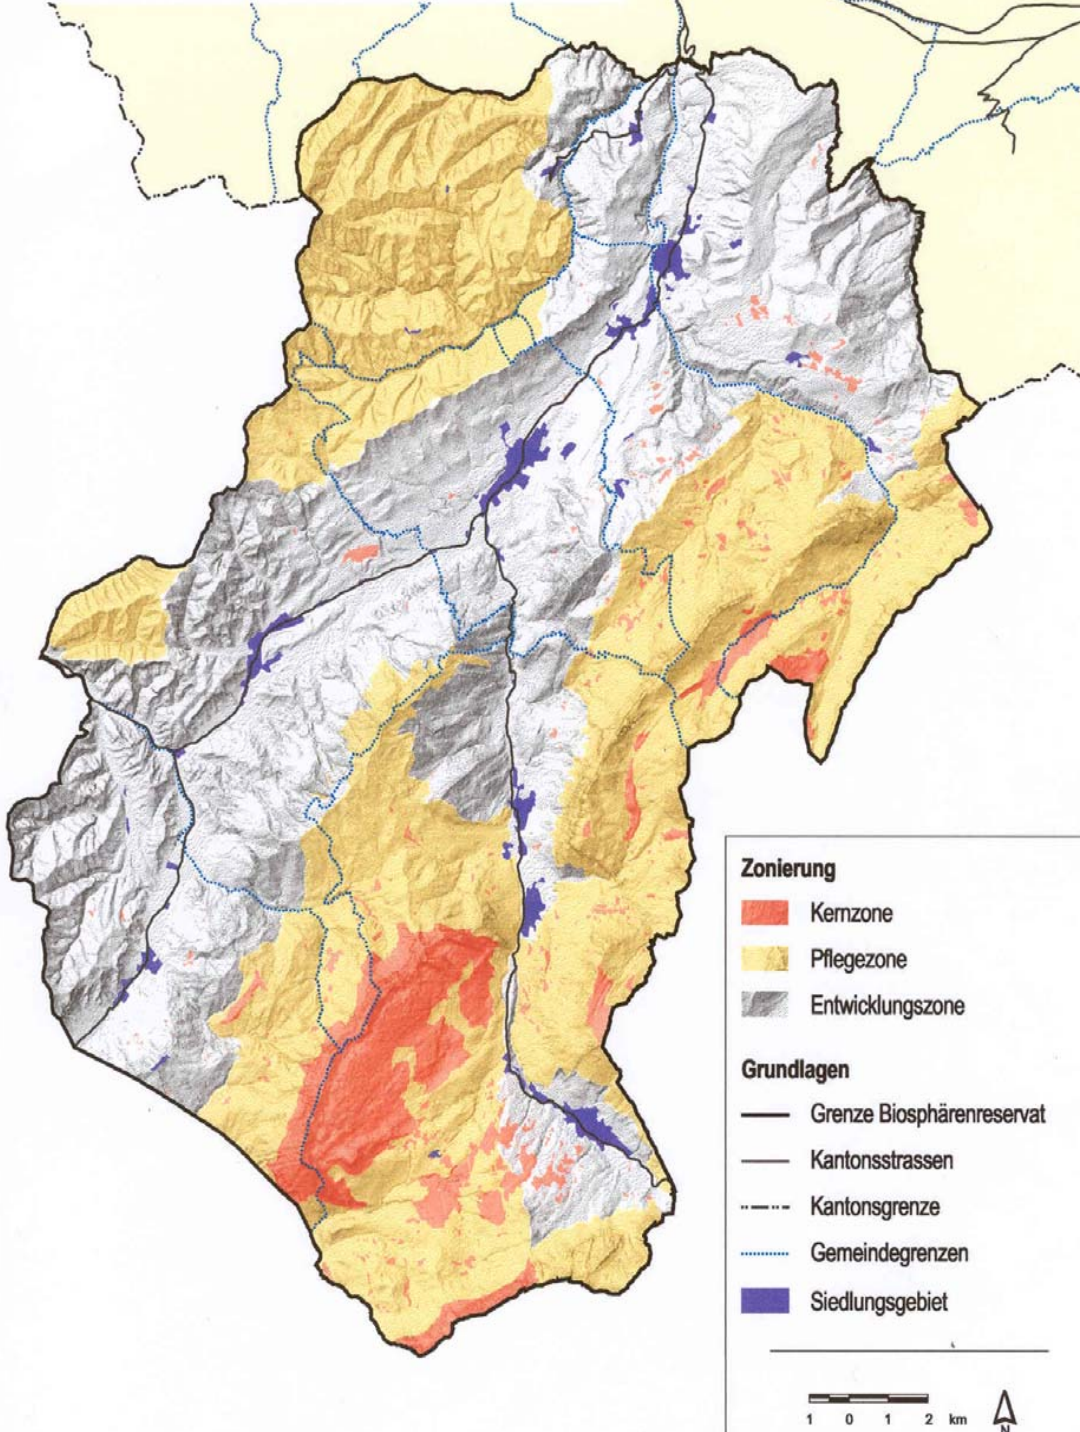 Zonierung
Kernzone
Pflegezone
Entwicklungszone
Grundlagen
Grenze Biosphärenreservat
Kantonsstrassen
Kantonsgrenze
Gemeindegrenzen
Siedlungsgebiet
1 0 1 2 km
N